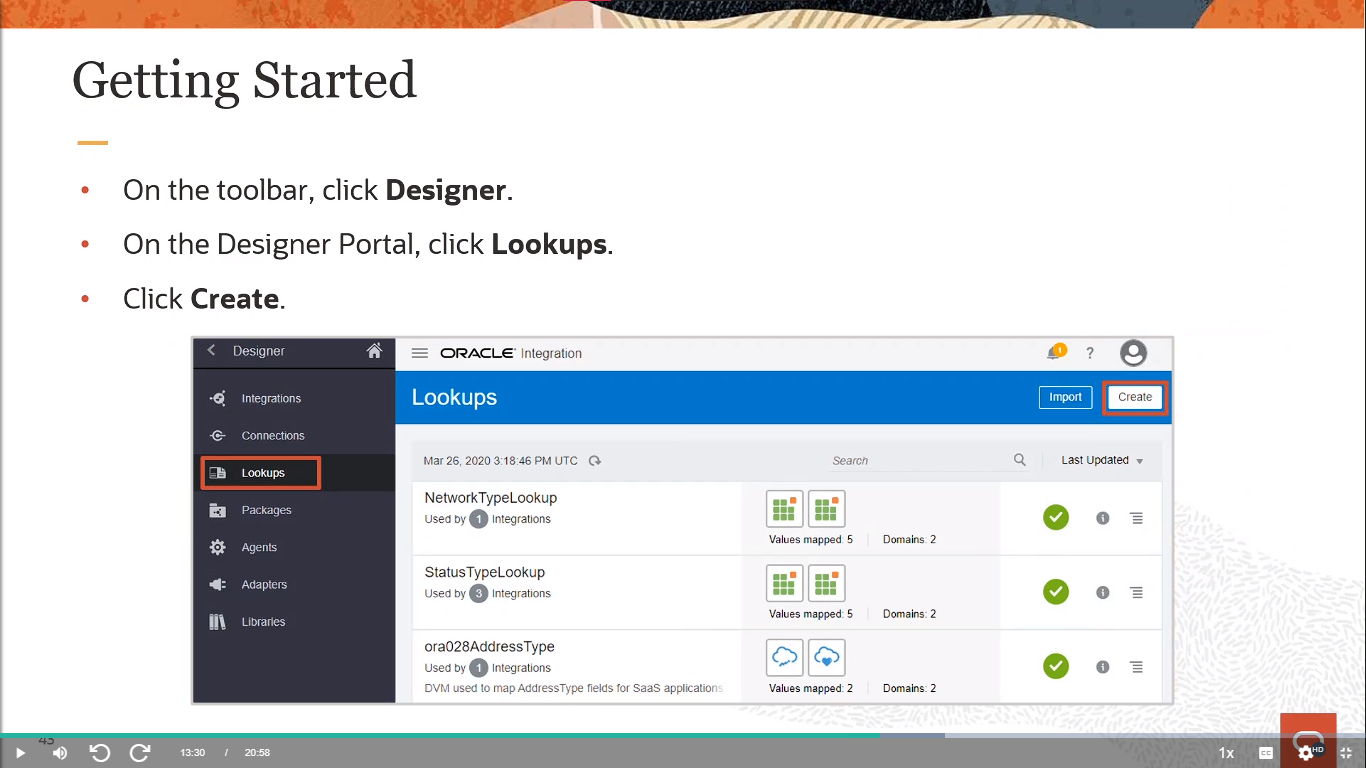 Getting Started
• On the toolbar, click Designer.
• On the Designer Portal, click Lookups.
• Click Create.
Designer
ORACLE Integration
1
?
Integrations
Connections
Lookups
Packages
Agents
Adapters
Libraries
Lookups
Import
Create
Mar 26, 2020 3:18:46 PM UTC
Search
Last Updated
NetworkTypeLookup
Used by 1 Integrations
Values mapped: 5
Domains: 2
StatusTypeLookup
Used by 3 Integrations
Values mapped: 5
Domains: 2
ora028AddressType
Used by 1 Integrations
DVM used to map AddressType fields for SaaS applications
Values mapped: 2
Domains: 2
43
13:30 / 20:58
1x
CC
HD